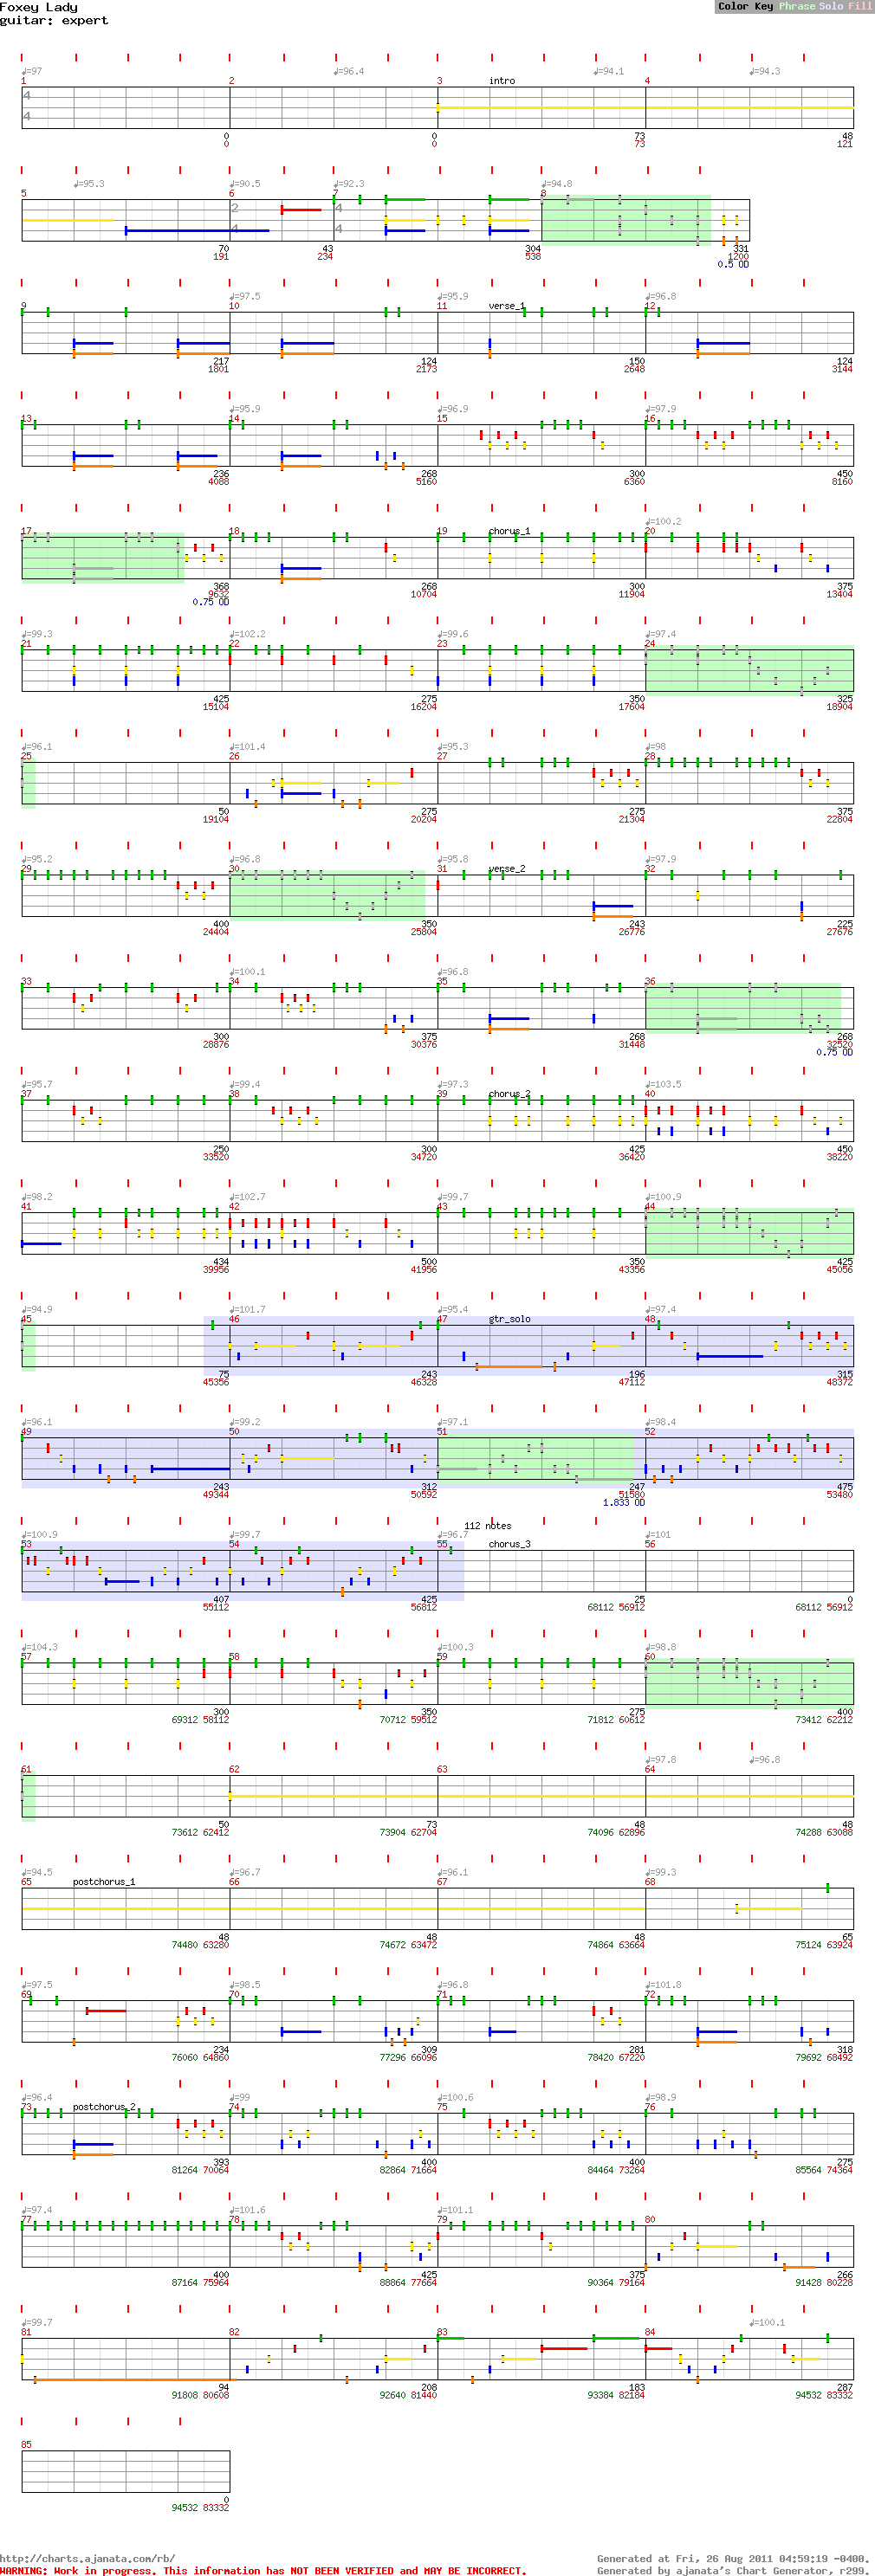 Foxey Lady
Color Key Phrase Solo Fill
guitar: expert
♩=97 ♩=96.4 ♩=94.1 ♩=94.3
1 2 3 intro 4
4
4
0 0 73 48
0 0 73 121
♩=95.3 ♩=90.5 ♩=92.3 ♩=94.8
5 6 7 8
2 4
4 4
70 43 304 331
191 234 538 1200
0.5 OD
♩=97.5 ♩=95.9 ♩=96.8
9 10 11 verse_1 12
217 124 150 124
1801 2173 2648 3144
♩=95.9 ♩=96.9 ♩=97.9
13 14 15 16
236 268 300 450
4088 5160 6360 8160
♩=100.2
17 18 19 chorus_1 20
368 268 300 375
9632 10704 11904 13404
0.75 OD
♩=99.3 ♩=102.2 ♩=99.6 ♩=97.4
21 22 23 24
425 275 350 325
15104 16204 17604 18904
♩=96.1 ♩=101.4 ♩=95.3 ♩=98
25 26 27 28
50 275 275 375
19104 20204 21304 22804
♩=95.2 ♩=96.8 ♩=95.8 ♩=97.9
29 30 31 verse_2 32
400 350 243 225
24404 25804 26776 27676
♩=100.1 ♩=96.8
33 34 35 36
300 375 268 268
28876 30376 31448 32520
0.75 OD
♩=95.7 ♩=99.4 ♩=97.3 ♩=103.5
37 38 39 chorus_2 40
250 300 425 450
33520 34720 36420 38220
♩=98.2 ♩=102.7 ♩=99.7 ♩=100.9
41 42 43 44
434 500 350 425
39956 41956 43356 45056
♩=94.9 ♩=101.7 ♩=95.4 ♩=97.4
45 46 47 gtr_solo 48
75 243 196 315
45356 46328 47112 48372
♩=96.1 ♩=99.2 ♩=97.1 ♩=98.4
49 50 51 52
243 312 247 475
49344 50592 51580 53480
1.833 OD
112 notes
♩=100.9 ♩=99.7 ♩=96.7 ♩=101
53 54 55 chorus_3 56
407 425 25 0
55112 56812 68112 56912 68112 56912
♩=104.3 ♩=100.3 ♩=98.8
57 58 59 60
300 350 275 400
69312 58112 70712 59512 71812 60612 73412 62212
♩=97.8 ♩=96.8
61 62 63 64
50 73 48 48
73612 62412 73904 62704 74096 62896 74288 63088
♩=94.5 ♩=96.7 ♩=96.1 ♩=99.3
65 postchorus_1 66 67 68
48 48 48 65
74480 63280 74672 63472 74864 63664 75124 63924
♩=97.5 ♩=98.5 ♩=96.8 ♩=101.8
69 70 71 72
234 309 281 318
76060 64860 77296 66096 78420 67220 79692 68492
♩=96.4 ♩=99 ♩=100.6 ♩=98.9
73 postchorus_2 74 75 76
393 400 400 275
81264 70064 82864 71664 84464 73264 85564 74364
♩=97.4 ♩=101.6 ♩=101.1
77 78 79 80
400 425 375 266
87164 75964 88864 77664 90364 79164 91428 80228
♩=99.7 ♩=100.1
81 82 83 84
94 208 183 287
91808 80608 92640 81440 93384 82184 94532 83332
85
0
94532 83332
http://charts.ajanata.com/rb/ Generated at Fri, 26 Aug 2011 04:59:19 -0400.
WARNING: Work in progress. This information has NOT BEEN VERIFIED and MAY BE INCORRECT. Generated by ajanata's Chart Generator, r299.